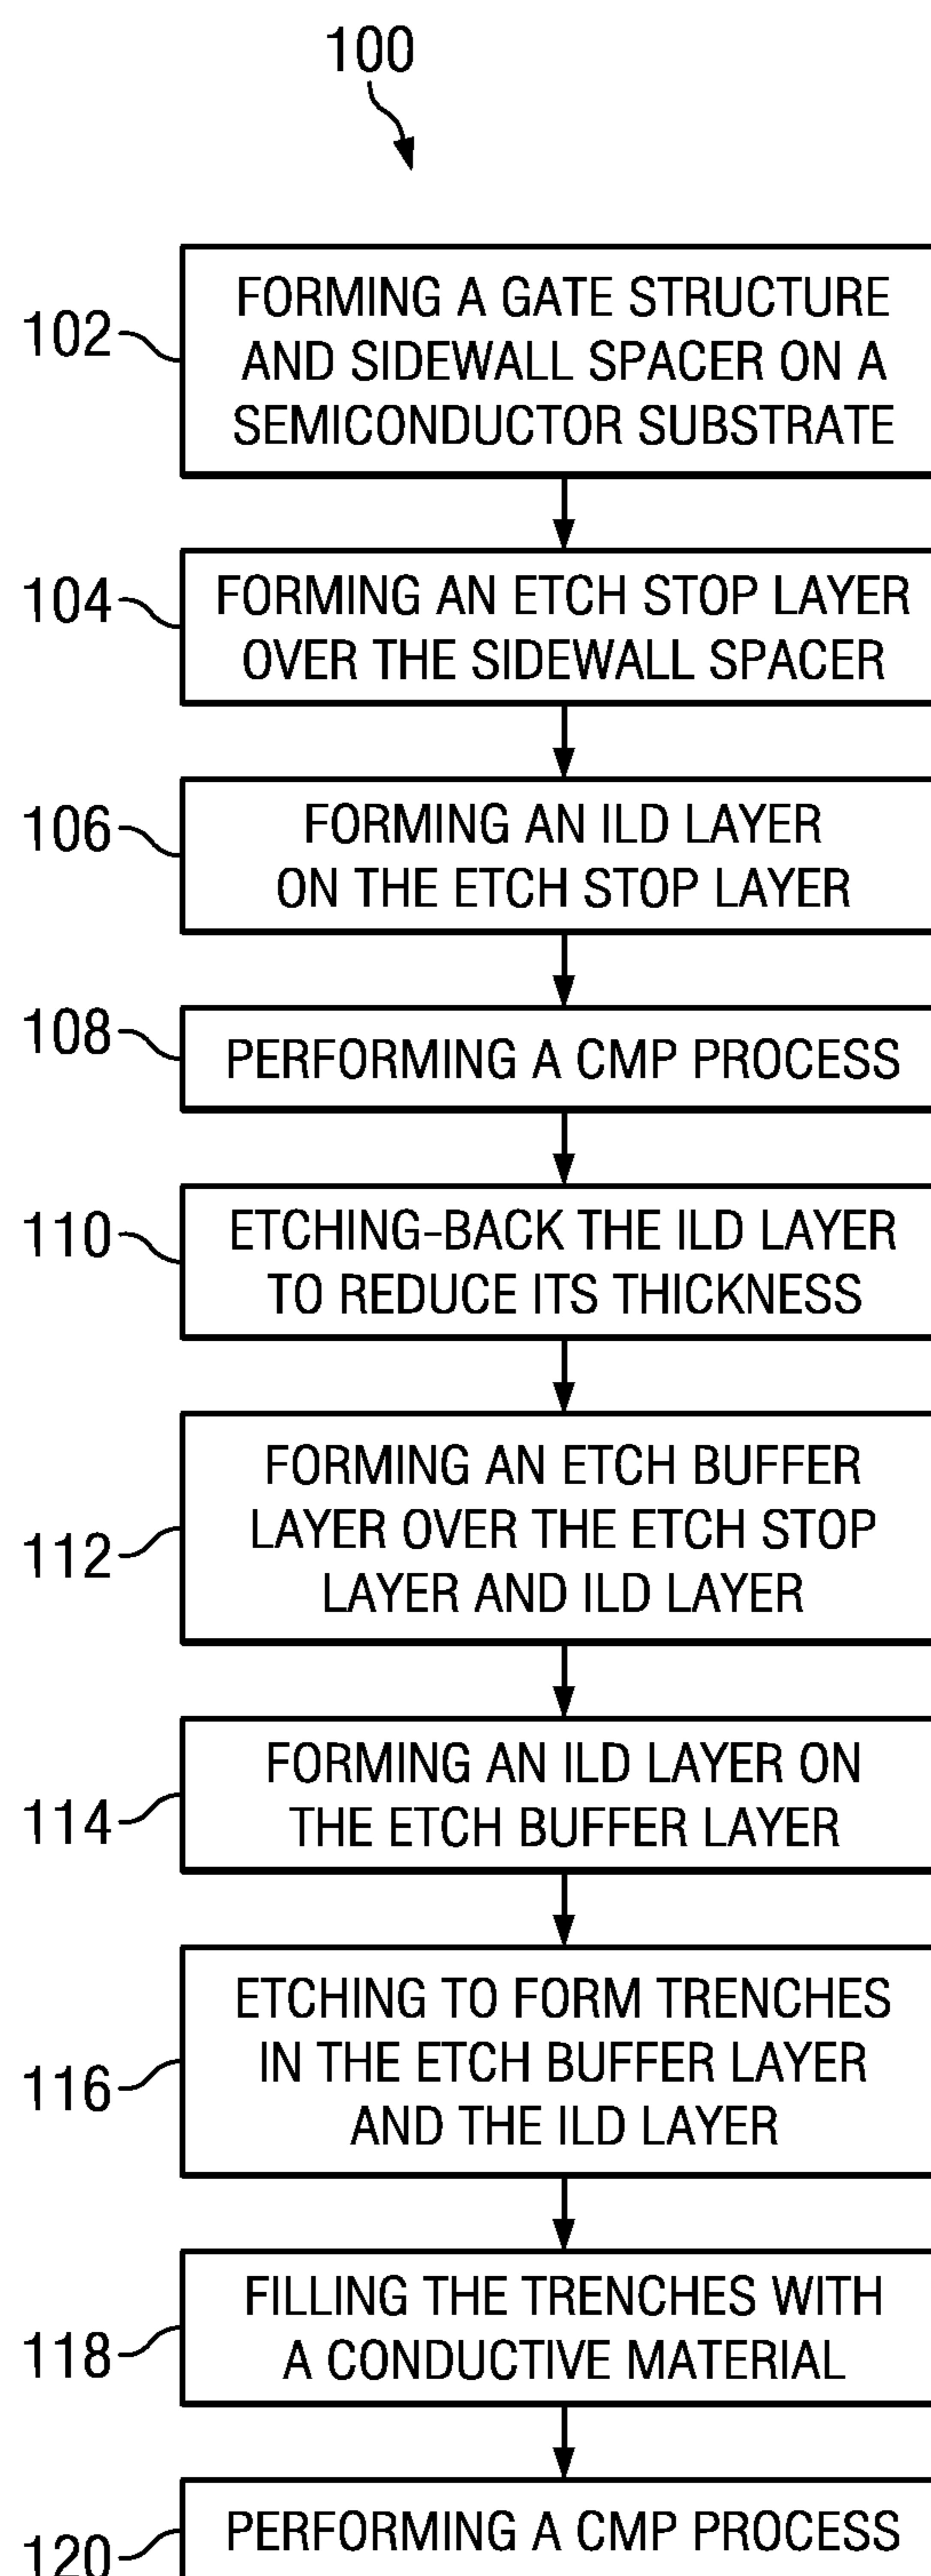 100
102
FORMING A GATE STRUCTURE
AND SIDEWALL SPACER ON A
SEMICONDUCTOR SUBSTRATE
104
FORMING AN ETCH STOP LAYER
OVER THE SIDEWALL SPACER
106
FORMING AN ILD LAYER
ON THE ETCH STOP LAYER
108
PERFORMING A CMP PROCESS
110
ETCHING-BACK THE ILD LAYER
TO REDUCE ITS THICKNESS
112
FORMING AN ETCH BUFFER
LAYER OVER THE ETCH STOP
LAYER AND ILD LAYER
114
FORMING AN ILD LAYER ON
THE ETCH BUFFER LAYER
116
ETCHING TO FORM TRENCHES
IN THE ETCH BUFFER LAYER
AND THE ILD LAYER
118
FILLING THE TRENCHES WITH
A CONDUCTIVE MATERIAL
120
PERFORMING A CMP PROCESS